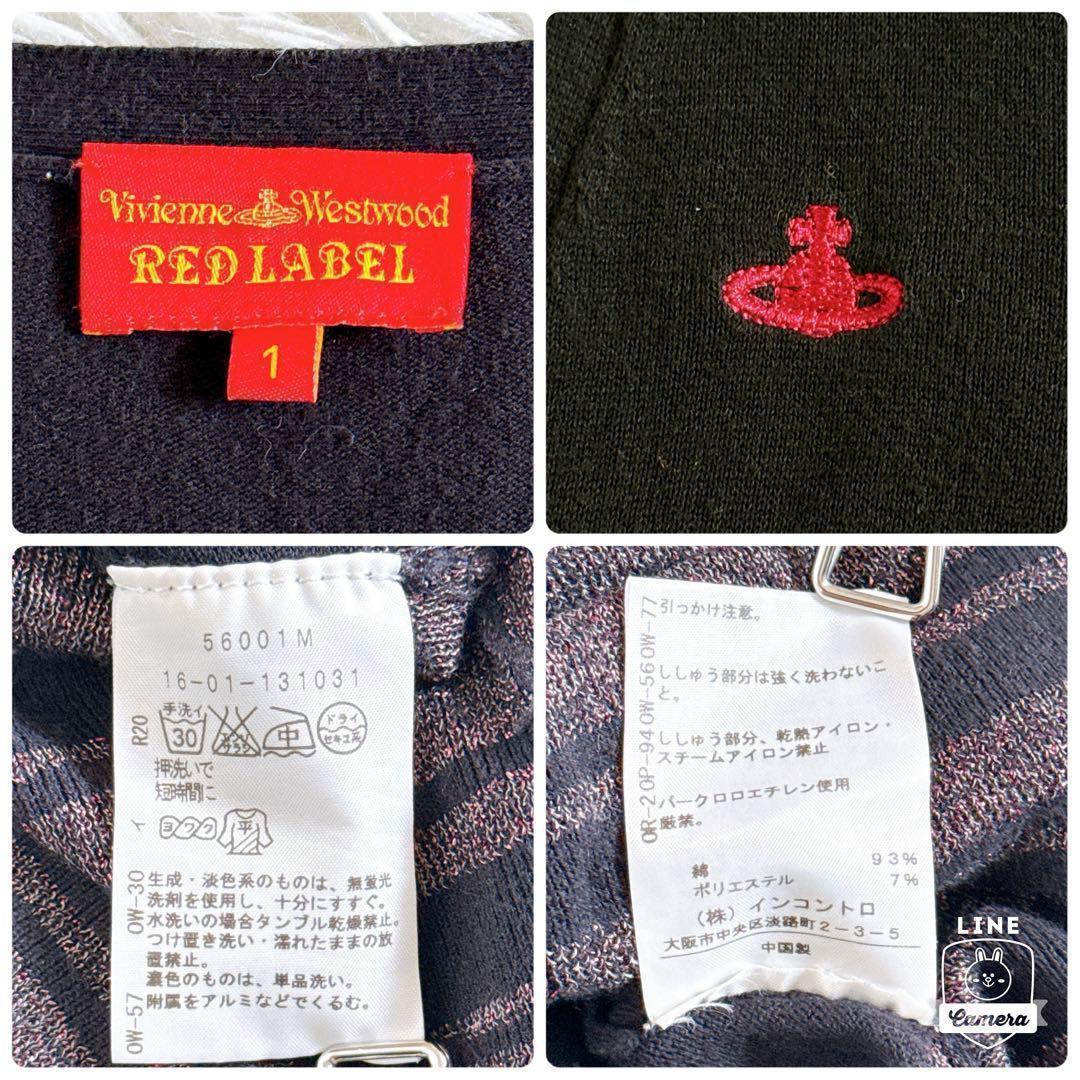 Vivienne Westwood
RED LABEL
1
56001M
16-01-131031
手洗イ
30
エンソ
サラシ
中
ドライ
セキユ系
押洗いで
短時間に
ヨワク
平
R20
イ
OW-30
OW-57
生成・淡色系のものは、無蛍光
洗剤を使用し、十分にすすぐ。
水洗いの場合タンブル乾燥禁止。
つけ置き洗い・濡れたままの放
置禁止。
濃色のものは、単品洗い。
附属をアルミなどでくるむ。
引っかけ注意。
ししゅう部分は強く洗わないこ
と。
ししゅう部分、乾熱アイロン・
スチームアイロン禁止
パークロロエチレン使用
厳禁。
OR-20P-940W-560W-77
綿 93%
ポリエステル 7%
(株)インコントロ
大阪市中央区淡路町2-3-5
中国製
LINE
Camera